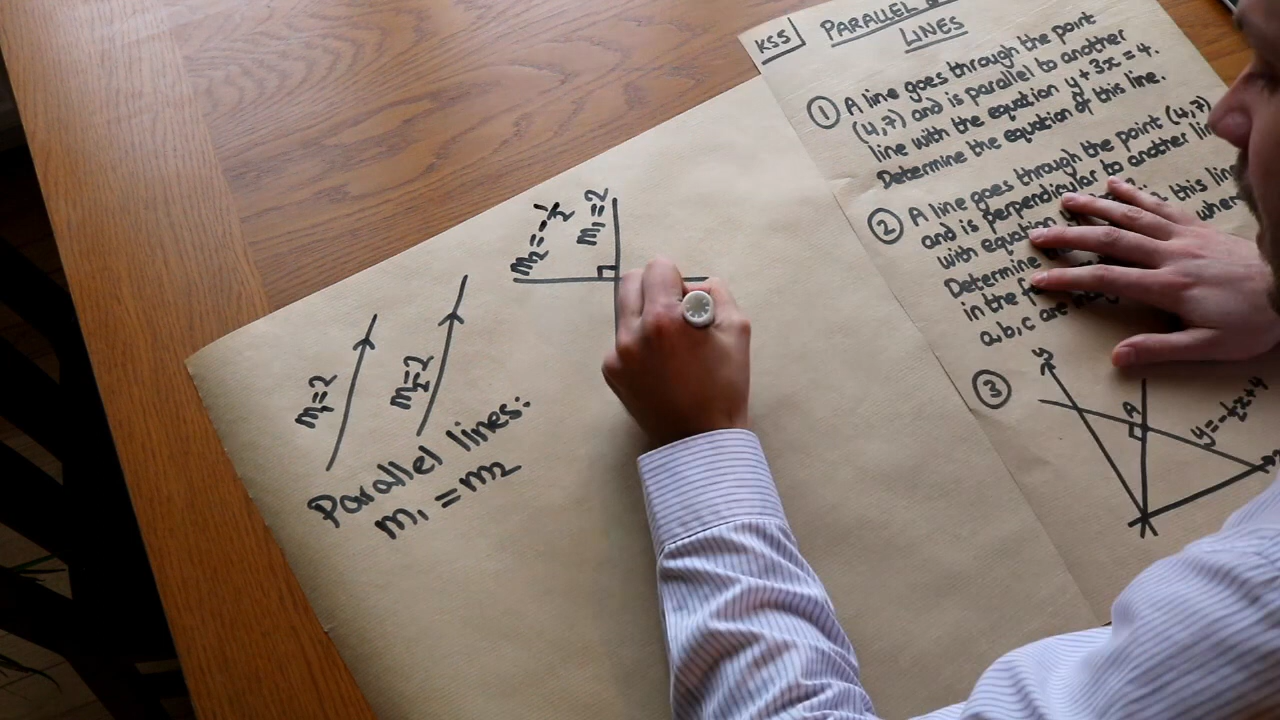 m₁=2
m₂=2
Parallel lines:
m₁=m₂
m₂=-1/2
m₁=2
KS5
PARALLEL
LINES
① A line goes through the point
(4,7) and is parallel to another
line with the equation y+3x=4.
Determine the equation of this line.
② A line goes through the point (4,7)
and is perpendicular to another
with equation
Determine this line
in the where
a,b,c are
③
y
A
y=-1/2x+4